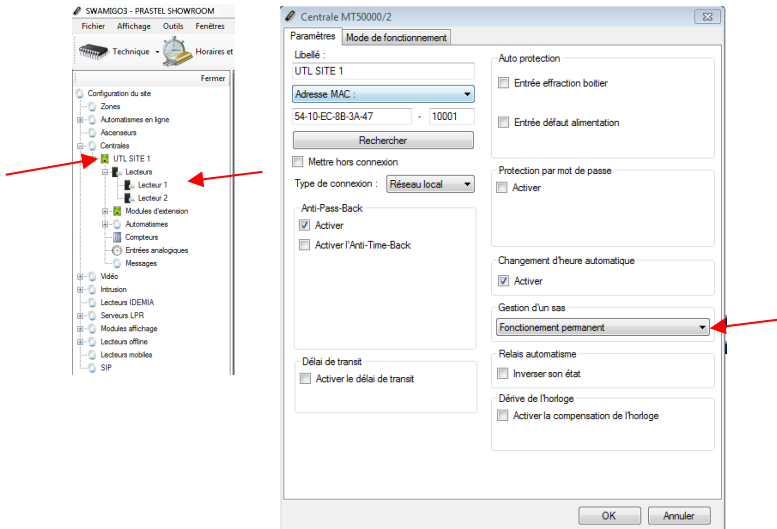 SWAMIGO3 - PRASTEL SHOWROOM
Fichier Affichage Outils Fenêtres
Technique Horaires et
Fermer
Configuration du site
Zones
Automatismes en ligne
Ascenseurs
Centrales
UTL SITE 1
Lecteurs
Lecteur 1
Lecteur 2
Modules d'extension
Automatismes
Compteurs
Entrées analogiques
Messages
Vidéo
Intrusion
Lecteurs IDEMIA
Serveurs LPR
Modules affichage
Lecteurs offline
Lecteurs mobiles
SIP
Centrale MT50000/2
Paramètres Mode de fonctionnement
Libellé :
UTL SITE 1
Adresse MAC :
54-10-EC-8B-3A-47 - 10001
Rechercher
Mettre hors connexion
Type de connexion : Réseau local
Anti-Pass-Back
Activer
Activer l'Anti-Time-Back
Délai de transit
Activer le délai de transit
Auto protection
Entrée effraction boitier
Entrée défaut alimentation
Protection par mot de passe
Activer
Changement d'heure automatique
Activer
Gestion d'un sas
Fonctionement permanent
Relais automatisme
Inverser son état
Dérive de l'horloge
Activer la compensation de l'horloge
OK Annuler